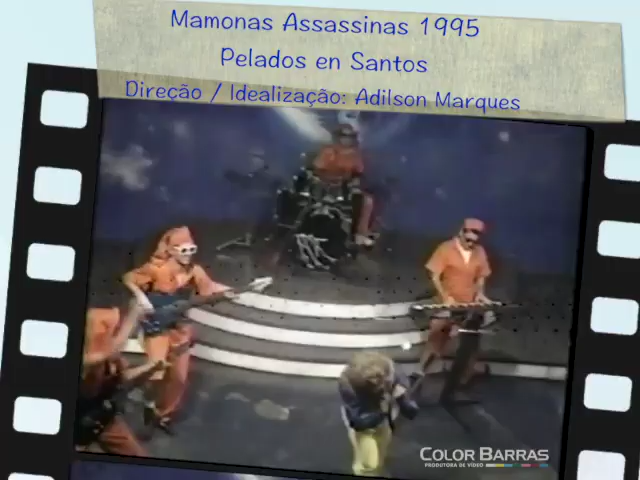 Mamonas Assassinas 1995
Pelados en Santos
Direção / Idealização: Adilson Marques
COLOR BARRAS
PRODUTORA DE VÍDEO